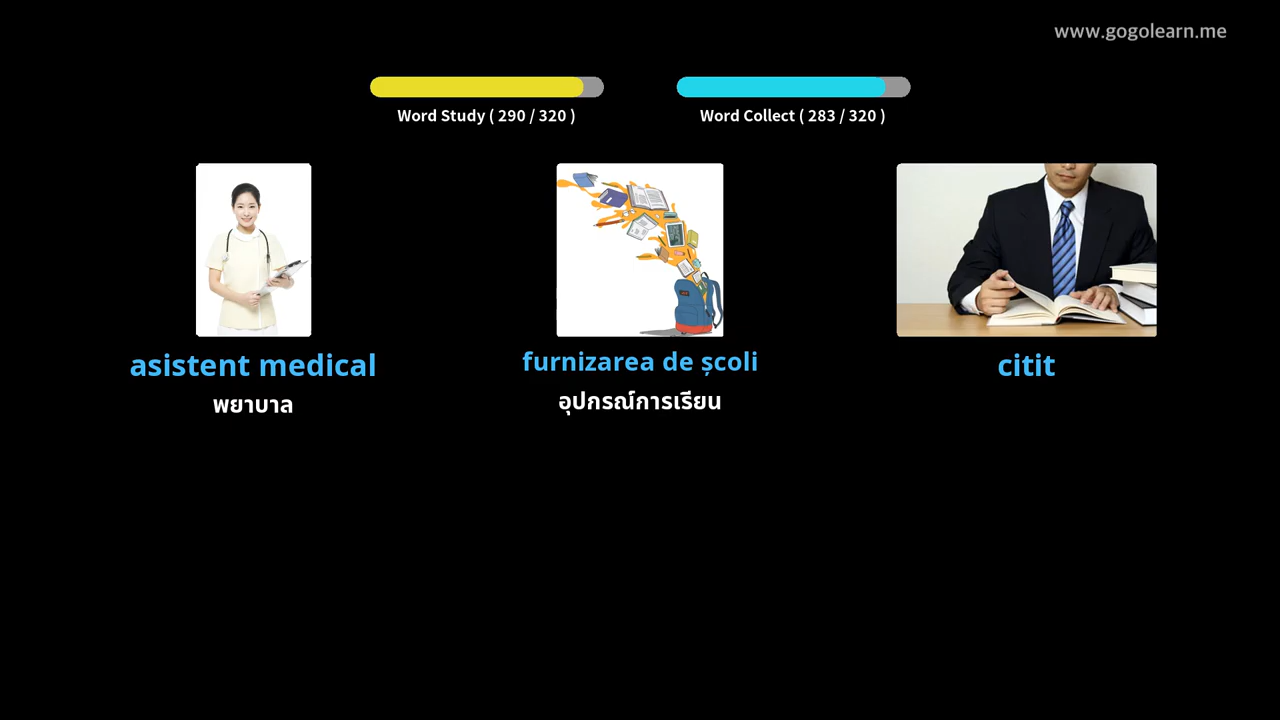 www.gogolearn.me
Word Study ( 290 / 320 )
Word Collect ( 283 / 320 )
asistent medical
พยาบาล
furnizarea de școli
อุปกรณ์การเรียน
citit